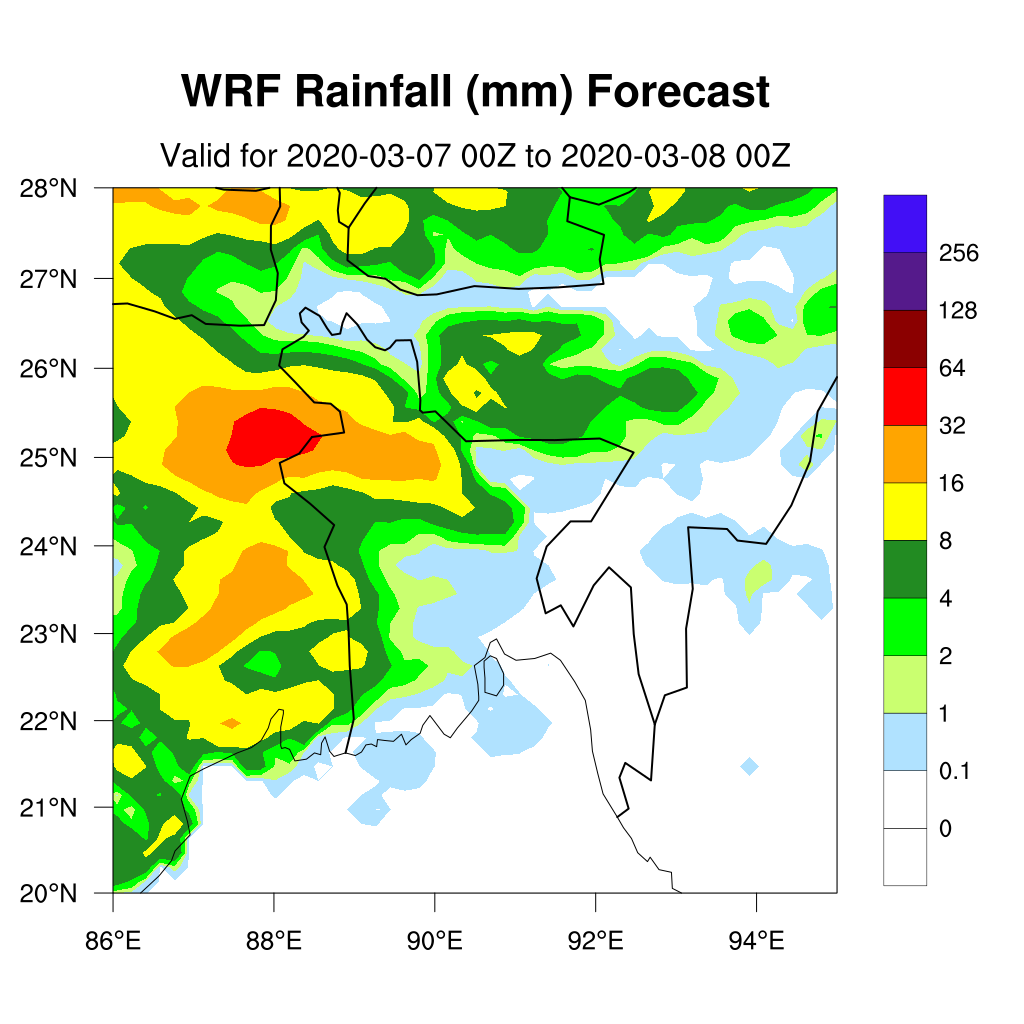 WRF Rainfall (mm) Forecast
Valid for 2020-03-07 00Z to 2020-03-08 00Z
28°N
27°N
26°N
25°N
24°N
23°N
22°N
21°N
20°N
86°E 88°E 90°E 92°E 94°E
256
128
64
32
16
8
4
2
1
0.1
0